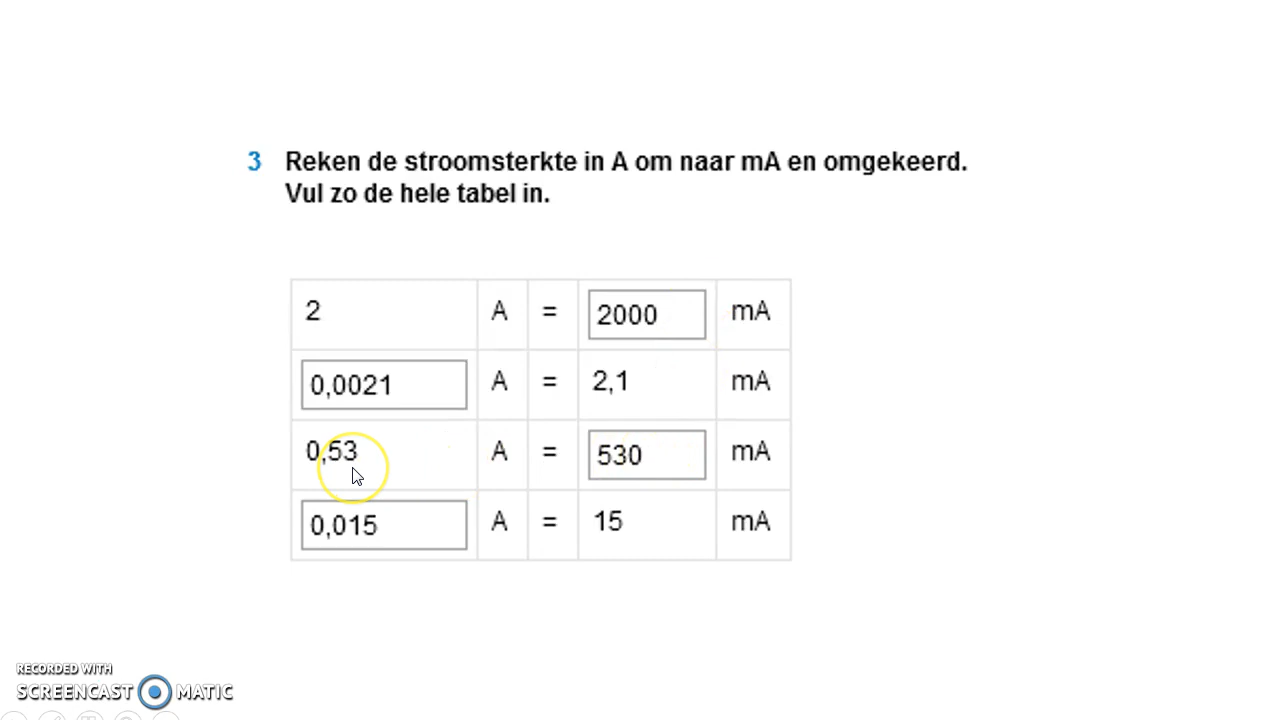 3 Reken de stroomsterkte in A om naar mA en omgekeerd.
Vul zo de hele tabel in.
2 A = 2000 mA
0,0021 A = 2,1 mA
0,53 A = 530 mA
0,015 A = 15 mA
RECORDED WITH
SCREENCAST MATIC